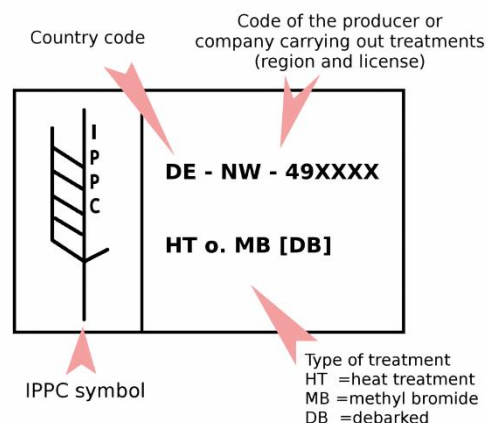 Country code
Code of the producer or
company carrying out treatments
(region and license)
I
P
P
C
DE - NW - 49XXXX
HT o. MB [DB]
IPPC symbol
Type of treatment
HT =heat treatment
MB =methyl bromide
DB =debarked